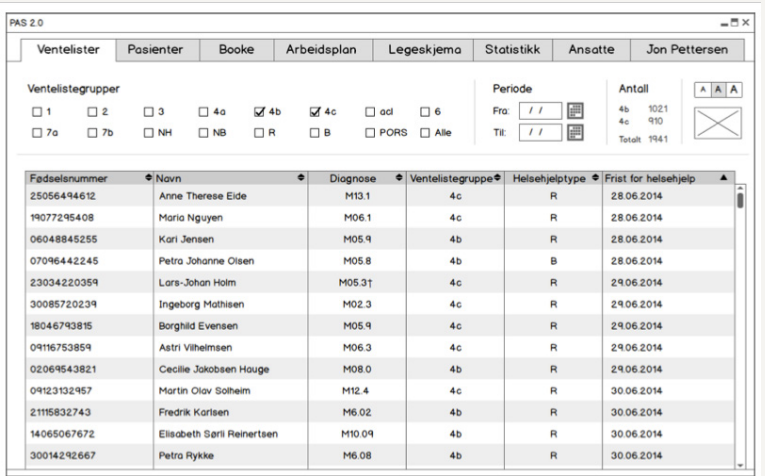 PAS 2.0
Ventelister Pasienter Booke Arbeidsplan Legeskjema Statistikk Ansatte Jon Pettersen
Ventelistegrupper Periode Antall A A A
1 2 3 4a 4b 4c acl 6 Fra: / / 4b 1021
4c 910
7a 7b NH NB R B PORS Alle Til: / / Totalt 1941
Fødselsnummer Navn Diagnose Ventelistegruppe Helsehjelptype Frist for helsehjelp
25056494612 Anne Therese Eide M13.1 4c R 28.06.2014
19077295408 Maria Nguyen M06.1 4c R 28.06.2014
06048845255 Kari Jensen M05.9 4b R 28.06.2014
07096442245 Petra Johanne Olsen M05.8 4b B 28.06.2014
23034220359 Lars-Johan Holm M05.3† 4c R 29.06.2014
30085720239 Ingeborg Mathisen M02.3 4c R 29.06.2014
18046793815 Borghild Evensen M05.9 4c R 29.06.2014
09116753859 Astri Vilhelmsen M06.3 4c R 29.06.2014
02069543821 Cecilie Jakobsen Hauge M08.0 4b R 29.06.2014
09123132957 Martin Olav Solheim M12.4 4c R 30.06.2014
21115832743 Fredrik Karlsen M6.02 4b R 30.06.2014
14065067672 Elisabeth Sørli Reinertsen M10.09 4b R 30.06.2014
30014292667 Petra Rykke M6.08 4b R 30.06.2014